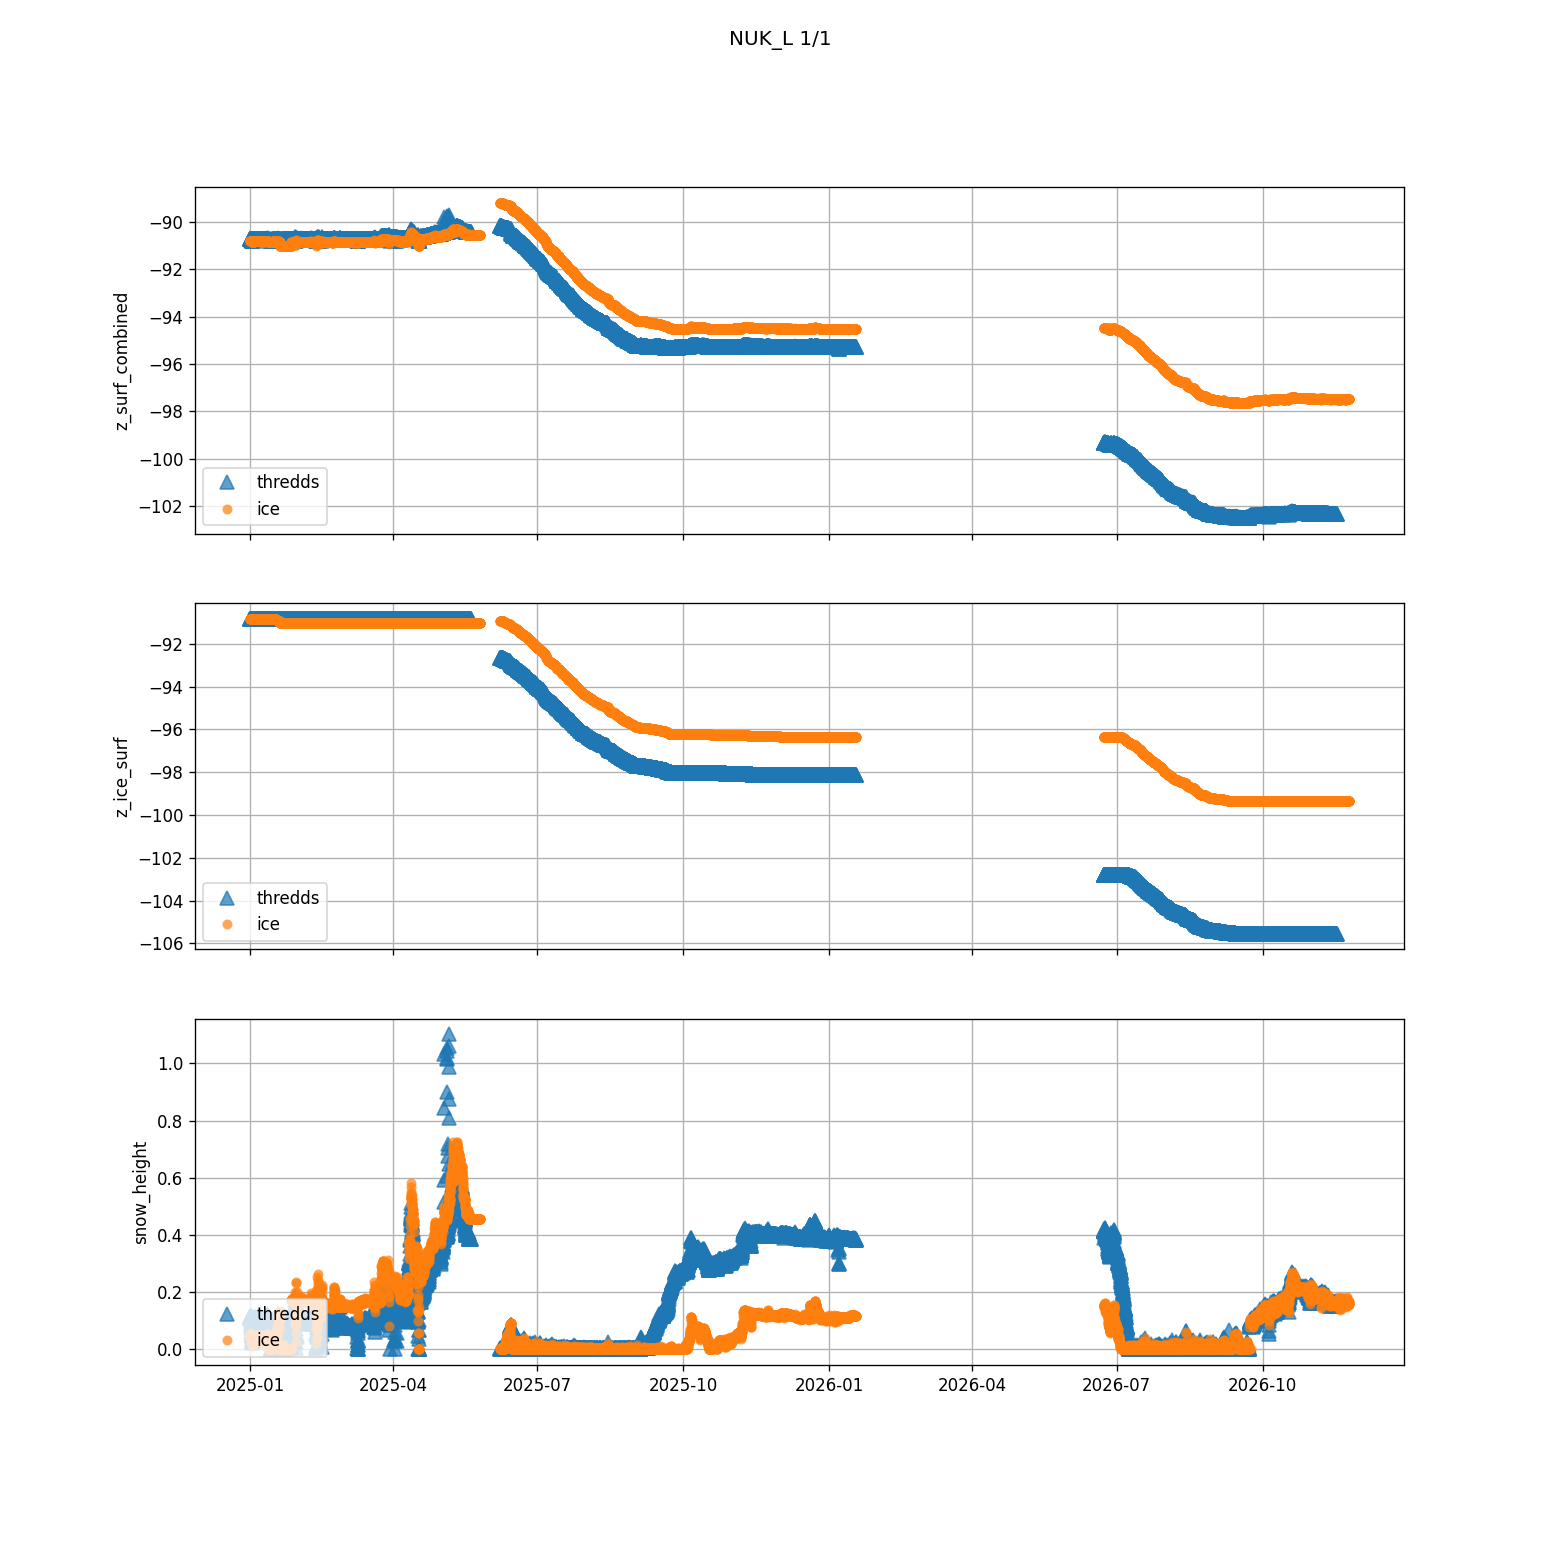 NUK_L 1/1
z_surf_combined
−90
−92
−94
−96
−98
−100
−102
thredds
ice
z_ice_surf
−92
−94
−96
−98
−100
−102
−104
−106
thredds
ice
snow_height
1.0
0.8
0.6
0.4
0.2
0.0
thredds
ice
2025-01 2025-04 2025-07 2025-10 2026-01 2026-04 2026-07 2026-10